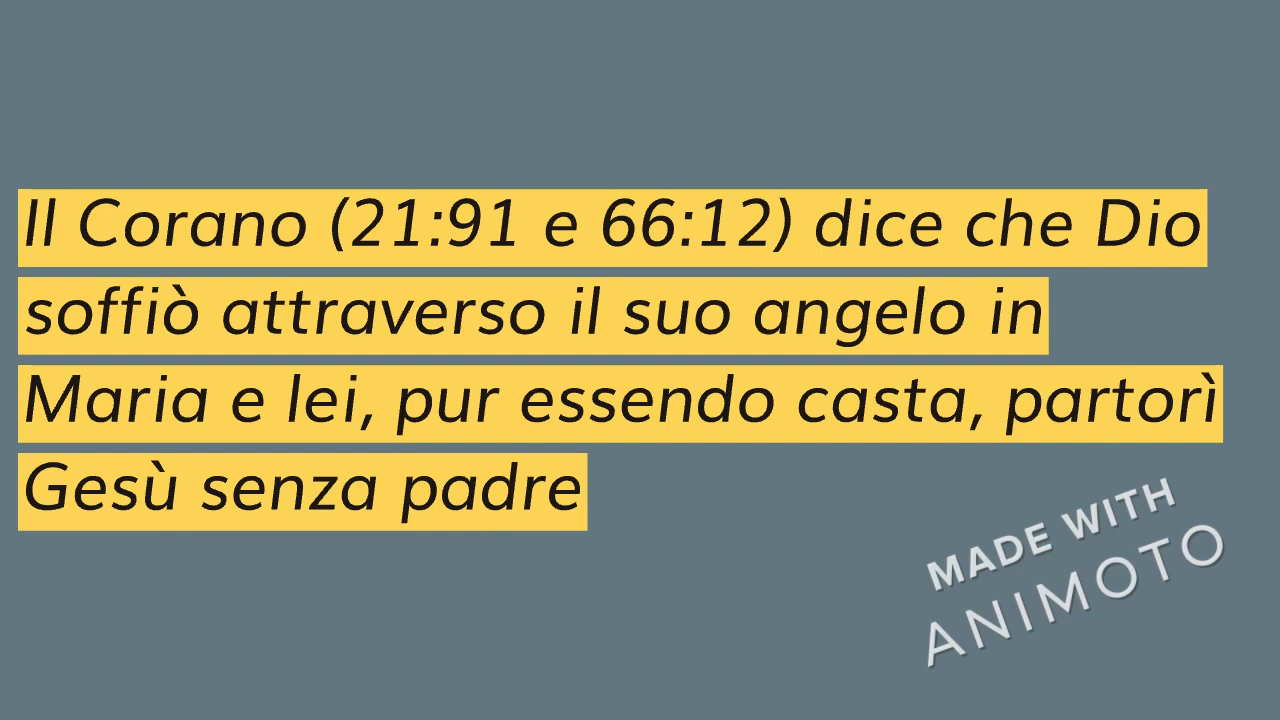 Il Corano (21:91 e 66:12) dice che Dio
soffiò attraverso il suo angelo in
Maria e lei, pur essendo casta, partorì
Gesù senza padre
MADE WITH
ANIMOTO